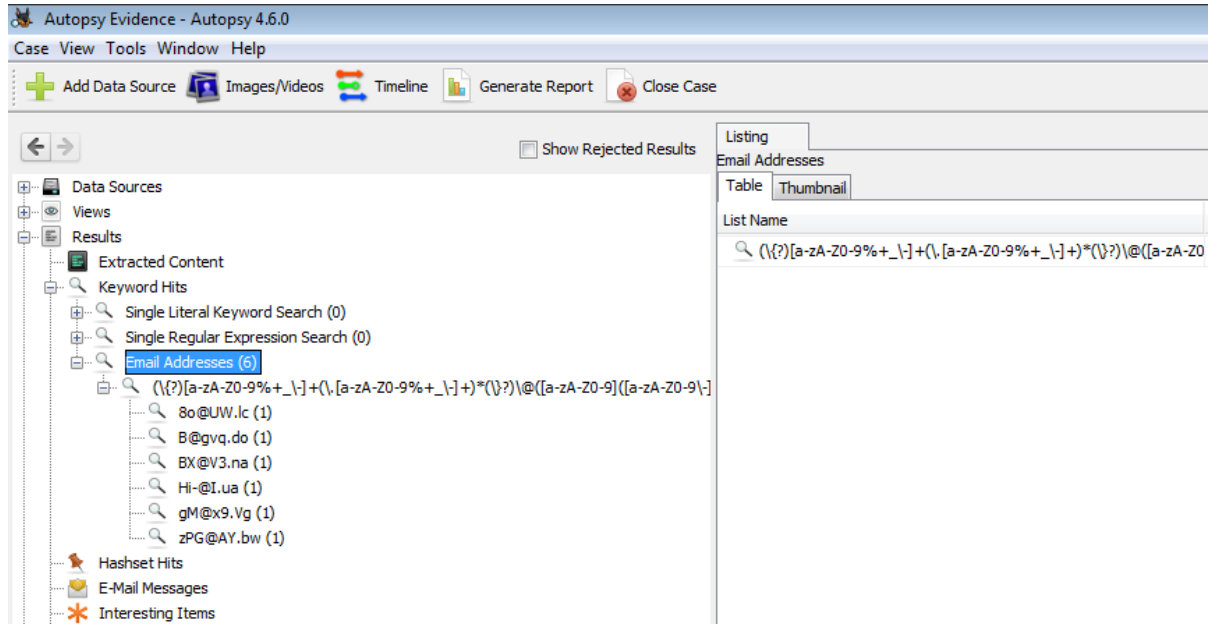 Autopsy Evidence - Autopsy 4.6.0
Case View Tools Window Help
Add Data Source Images/Videos Timeline Generate Report Close Case
Show Rejected Results
Listing
Email Addresses
Table Thumbnail
List Name
(\{?)[a-zA-Z0-9%+_\-]+(\.[a-zA-Z0-9%+_\-]+)*(\}?)\@([a-zA-Z0
Data Sources
Views
Results
Extracted Content
Keyword Hits
Single Literal Keyword Search (0)
Single Regular Expression Search (0)
Email Addresses (6)
(\{?)[a-zA-Z0-9%+_\-]+(\.[a-zA-Z0-9%+_\-]+)*(\}?)\@([a-zA-Z0-9]([a-zA-Z0-9\-]
8o@UW.lc (1)
B@gvq.do (1)
BX@V3.na (1)
Hi-@I.ua (1)
gM@x9.Vg (1)
zPG@AY.bw (1)
Hashset Hits
E-Mail Messages
Interesting Items